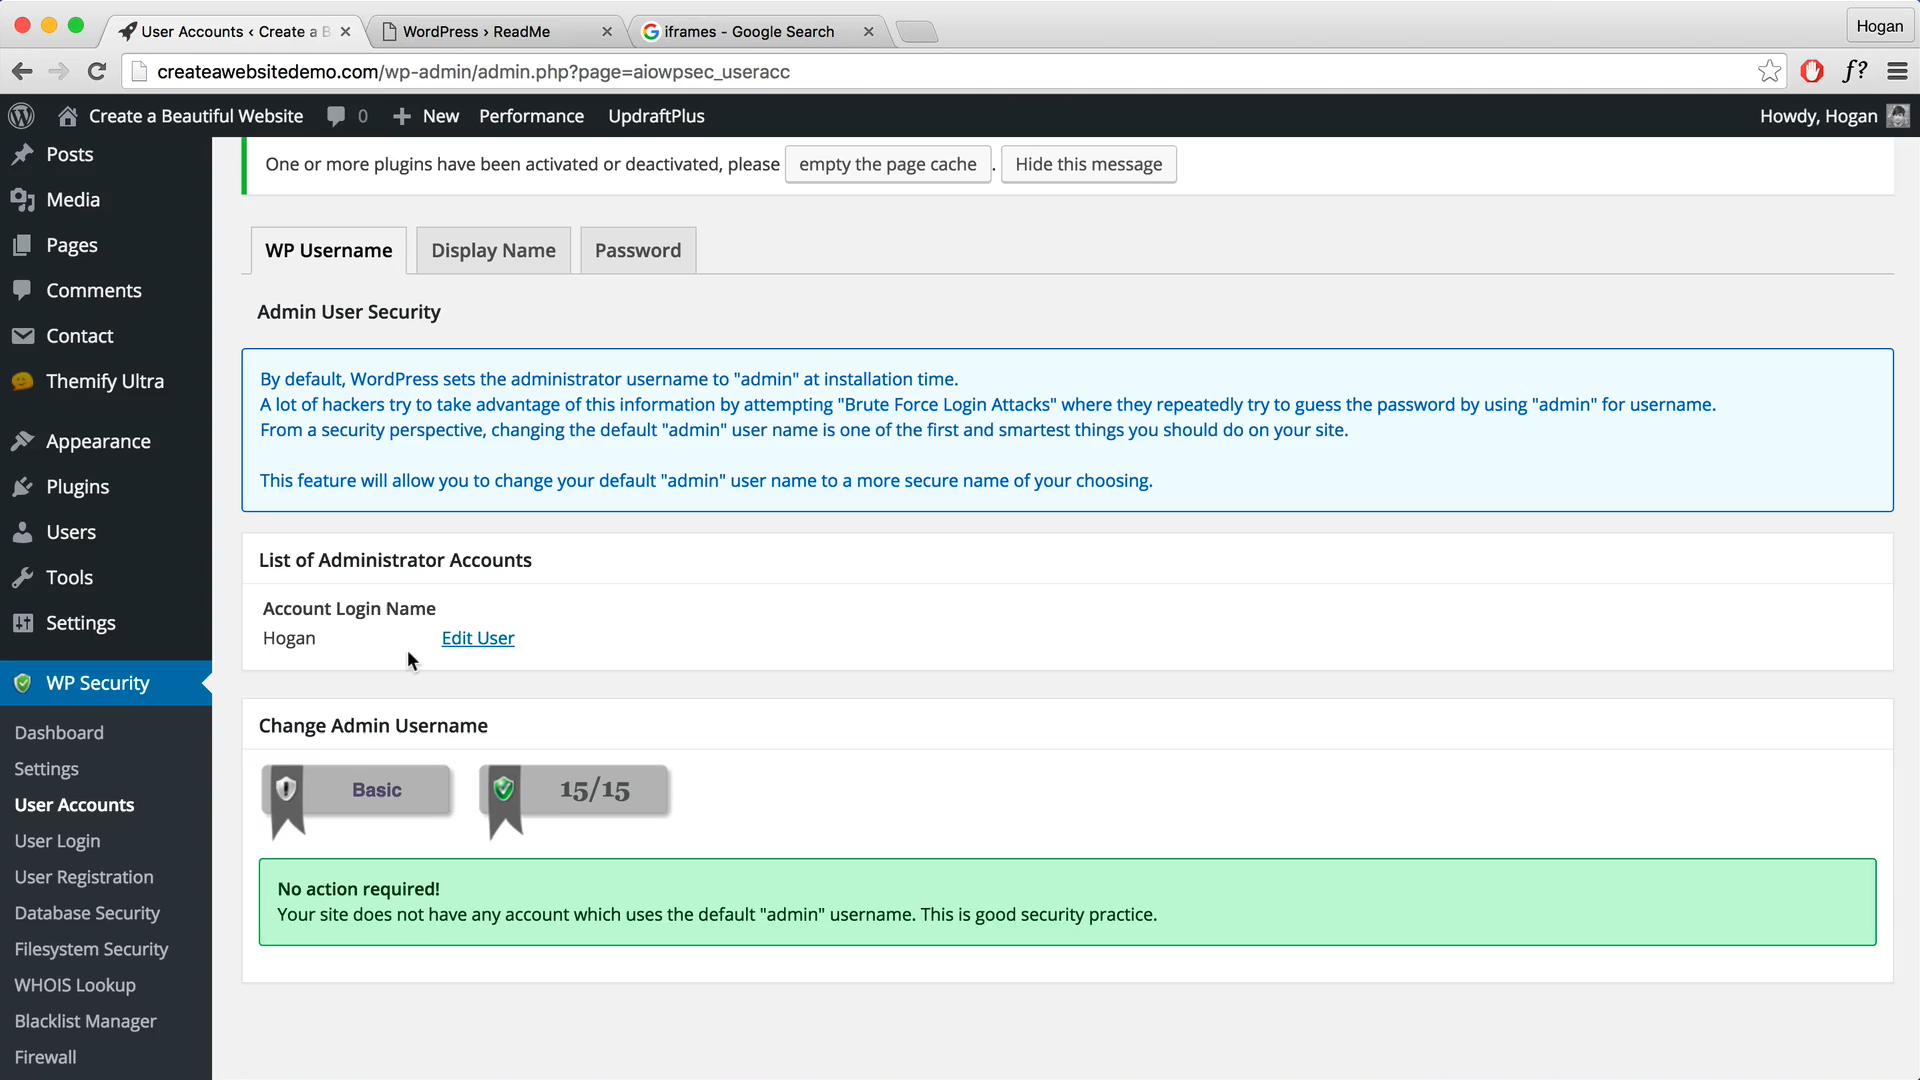 User Accounts ‹ Create a B
WordPress › ReadMe
iframes - Google Search
Hogan
createawebsitedemo.com/wp-admin/admin.php?page=aiowpsec_useracc
f?
Create a Beautiful Website
0
New
Performance
UpdraftPlus
Howdy, Hogan
Posts
Media
Pages
Comments
Contact
Themify Ultra
Appearance
Plugins
Users
Tools
Settings
WP Security
Dashboard
Settings
User Accounts
User Login
User Registration
Database Security
Filesystem Security
WHOIS Lookup
Blacklist Manager
Firewall
One or more plugins have been activated or deactivated, please empty the page cache . Hide this message
WP Username
Display Name
Password
Admin User Security
By default, WordPress sets the administrator username to "admin" at installation time.
A lot of hackers try to take advantage of this information by attempting "Brute Force Login Attacks" where they repeatedly try to guess the password by using "admin" for username.
From a security perspective, changing the default "admin" user name is one of the first and smartest things you should do on your site.
This feature will allow you to change your default "admin" user name to a more secure name of your choosing.
List of Administrator Accounts
Account Login Name
Hogan Edit User
Change Admin Username
Basic
15/15
No action required!
Your site does not have any account which uses the default "admin" username. This is good security practice.